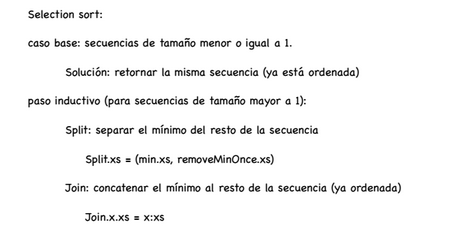 Selection sort:
caso base: secuencias de tamaño menor o igual a 1.
Solución: retornar la misma secuencia (ya está ordenada)
paso inductivo (para secuencias de tamaño mayor a 1):
Split: separar el mínimo del resto de la secuencia
Split.xs = (min.xs, removeMinOnce.xs)
Join: concatenar el mínimo al resto de la secuencia (ya ordenada)
Join.x.xs = x:xs